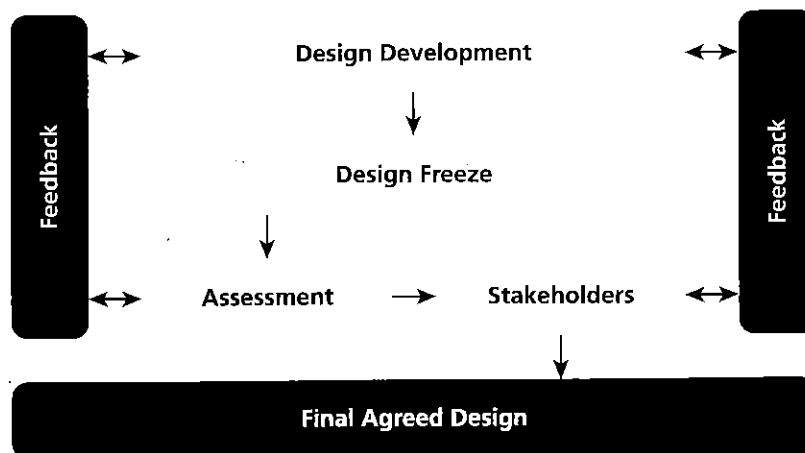 Design Development
Feedback
Feedback
Design Freeze
Assessment
Stakeholders
Final Agreed Design